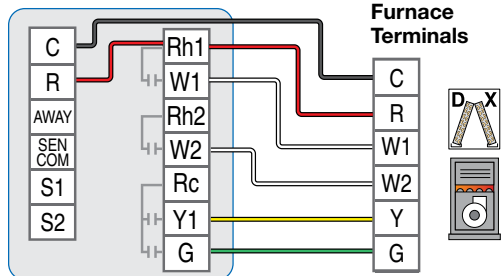 C
R
AWAY
SEN
COM
S1
S2
Rh1
W1
Rh2
W2
Rc
Y1
G
Furnace
Terminals
C
R
W1
W2
Y
G
D X